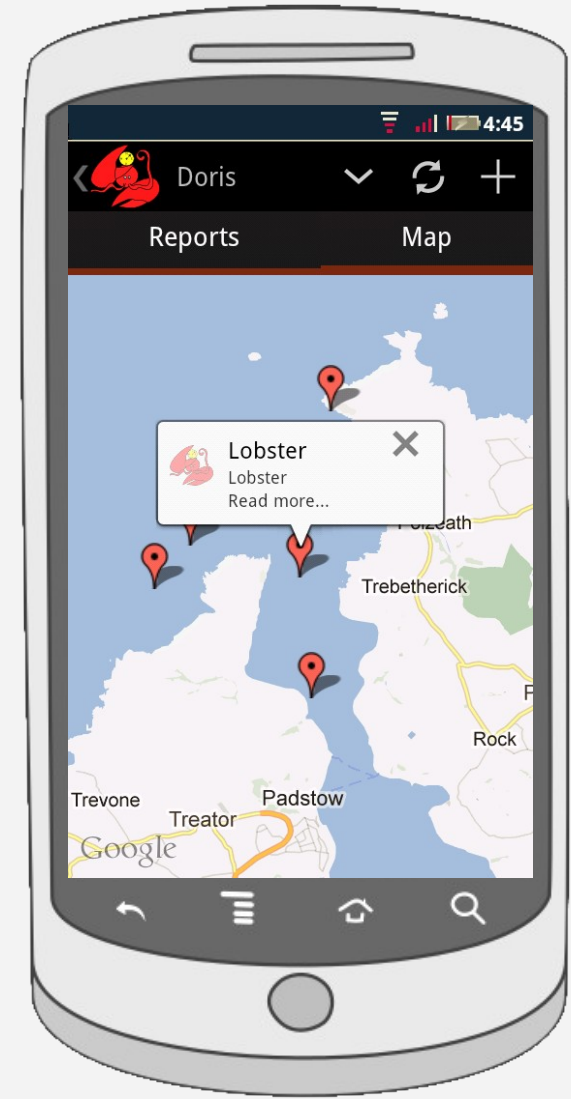 4:45
Doris
Reports
Map
Lobster
Lobster
Read more...
Polzeath
Trebetherick
Rock
Trevone
Padstow
Treator
Google